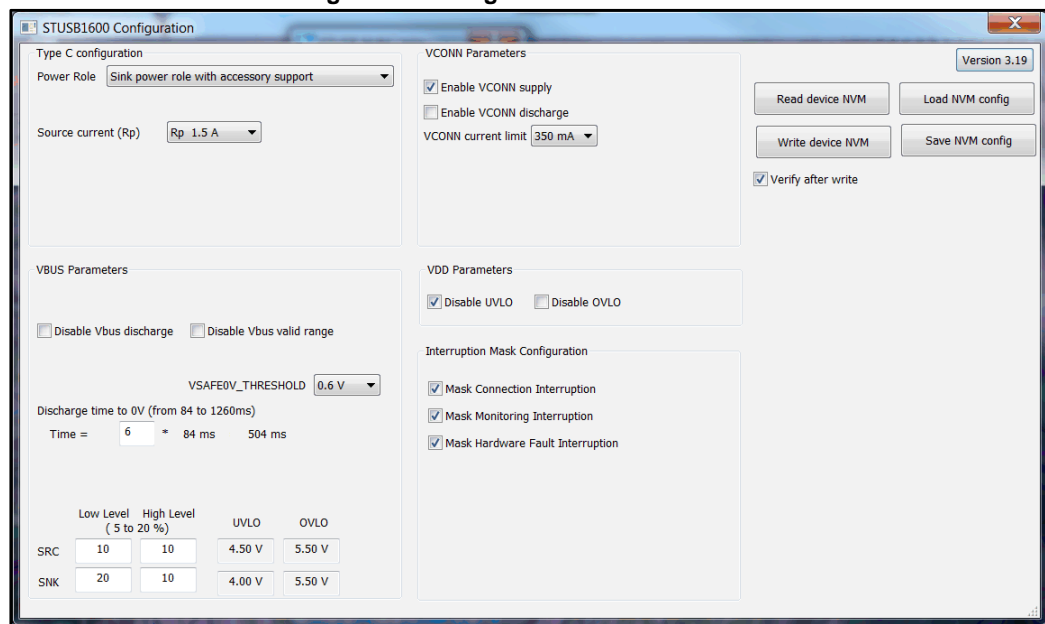 STUSB1600 Configuration
Type C configuration
Power Role Sink power role with accessory support
Source current (Rp) Rp 1.5 A
VCONN Parameters
Enable VCONN supply
Enable VCONN discharge
VCONN current limit 350 mA
Version 3.19
Read device NVM Load NVM config
Write device NVM Save NVM config
Verify after write
VBUS Parameters
Disable Vbus discharge Disable Vbus valid range
VSAFE0V_THRESHOLD 0.6 V
Discharge time to 0V (from 84 to 1260ms)
Time = 6 * 84 ms 504 ms
Low Level High Level
( 5 to 20 %) UVLO OVLO
SRC 10 10 4.50 V 5.50 V
SNK 20 10 4.00 V 5.50 V
VDD Parameters
Disable UVLO Disable OVLO
Interruption Mask Configuration
Mask Connection Interruption
Mask Monitoring Interruption
Mask Hardware Fault Interruption